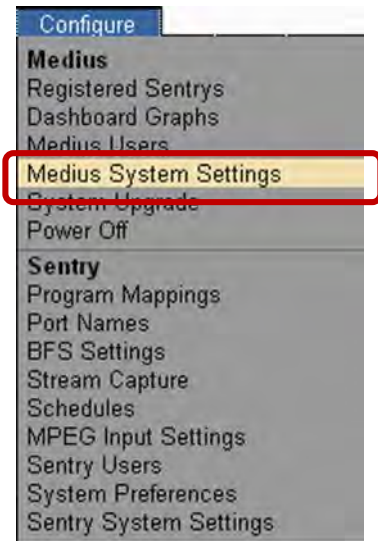 Configure
Medius
Registered Sentrys
Dashboard Graphs
Medius Users
Medius System Settings
System Upgrade
Power Off
Sentry
Program Mappings
Port Names
BFS Settings
Stream Capture
Schedules
MPEG Input Settings
Sentry Users
System Preferences
Sentry System Settings